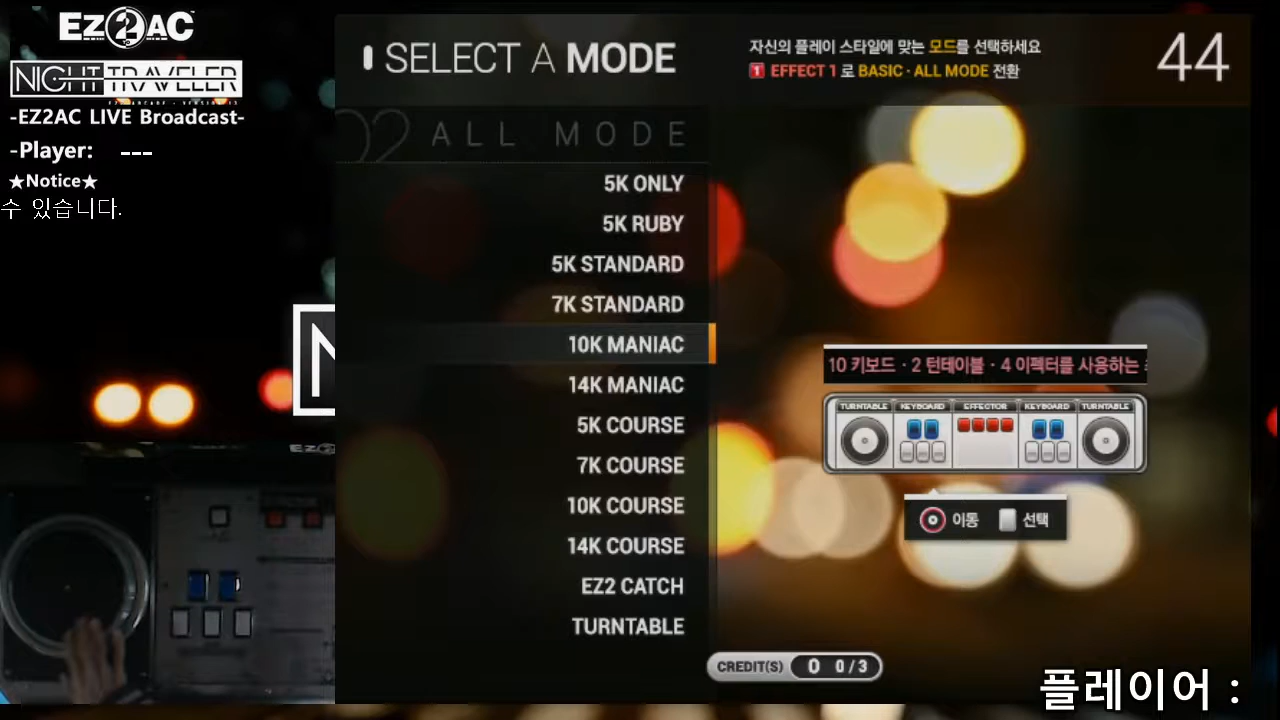 EZ2AC
NIGHT TRAVELER
-EZ2AC LIVE Broadcast-
-Player: ---
★Notice★
수 있습니다.
SELECT A MODE
자신의 플레이 스타일에 맞는 모드를 선택하세요
1 EFFECT 1 로 BASIC · ALL MODE 전환
44
02 ALL MODE
5K ONLY
5K RUBY
5K STANDARD
7K STANDARD
10K MANIAC
14K MANIAC
5K COURSE
7K COURSE
10K COURSE
14K COURSE
EZ2 CATCH
TURNTABLE
10 키보드 · 2 턴테이블 · 4 이펙터를 사용하는
TURNTABLE KEYBOARD EFFECTOR KEYBOARD TURNTABLE
이동 선택
CREDIT(S) 0 0/3
플레이어 :